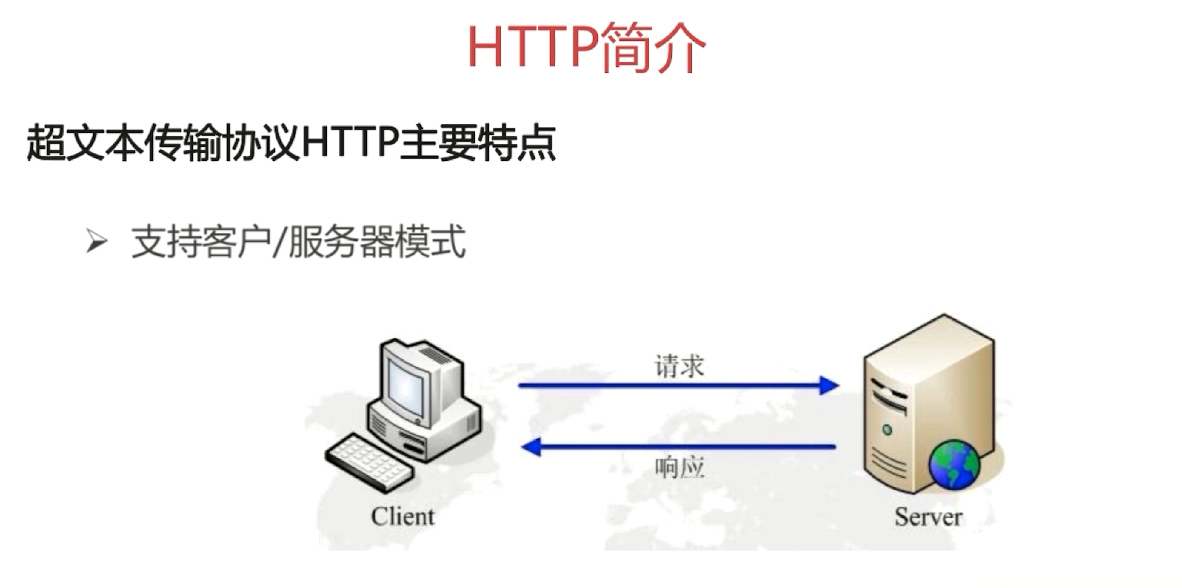 HTTP简介
超文本传输协议HTTP主要特点
支持客户/服务器模式
请求
响应
Client
Server